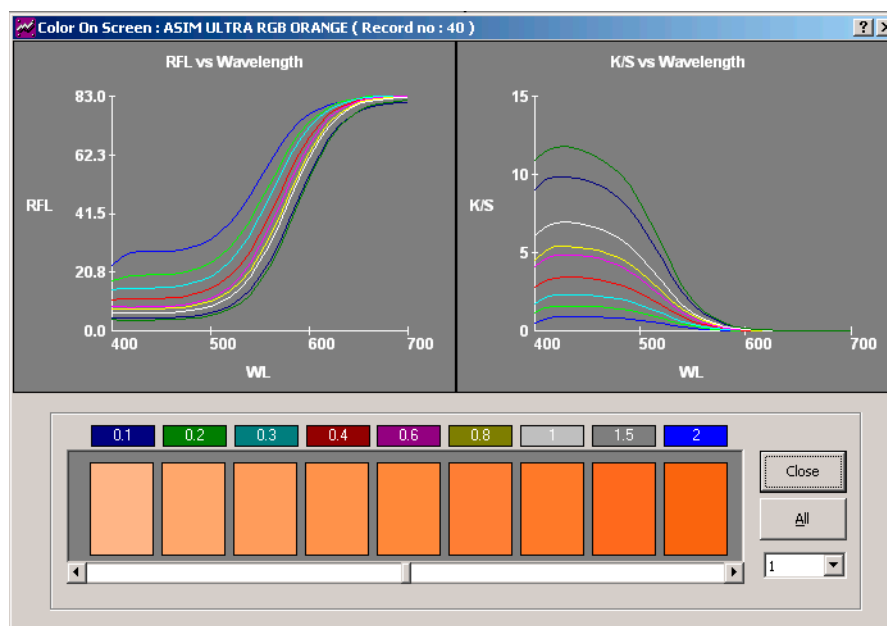 Color On Screen : ASIM ULTRA RGB ORANGE ( Record no : 40 )
RFL vs Wavelength
83.0
62.3
RFL
41.5
20.8
0.0
400 500 600 700
WL
K/S vs Wavelength
15
10
K/S
5
0
400 500 600 700
WL
0.1 0.2 0.3 0.4 0.6 0.8 1 1.5 2
Close
All
1